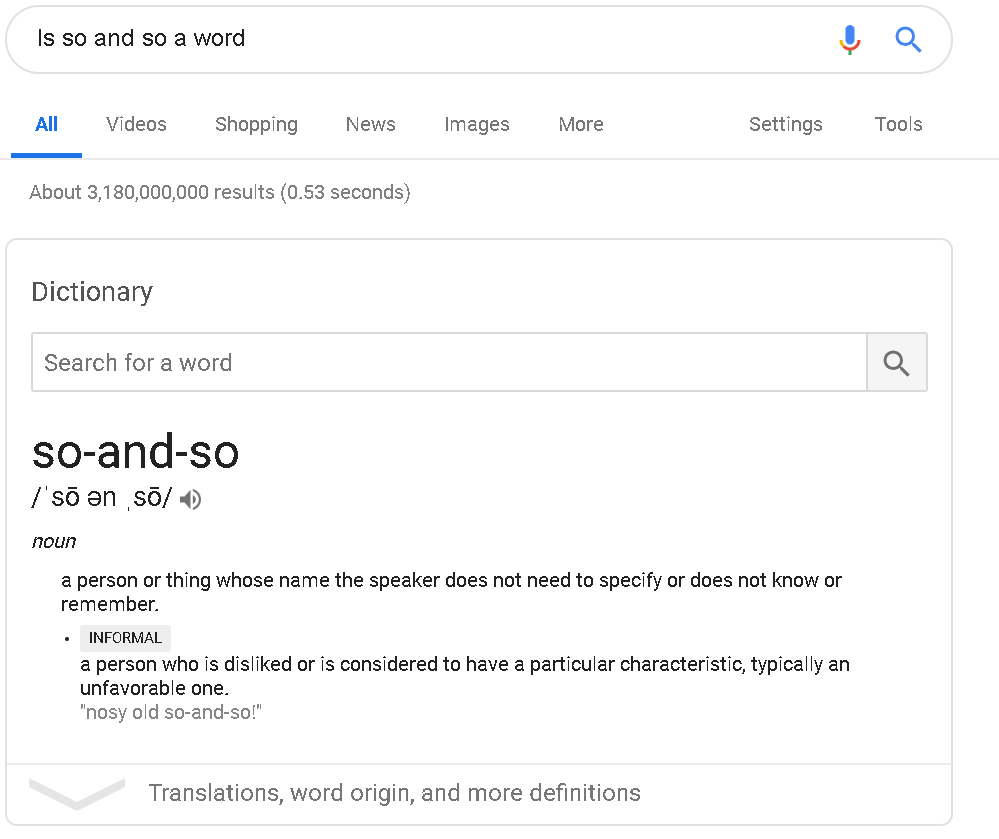 Is so and so a word
All Videos Shopping News Images More Settings Tools
About 3,180,000,000 results (0.53 seconds)
Dictionary
Search for a word
so-and-so
/ˈsō ən ˌsō/
noun
a person or thing whose name the speaker does not need to specify or does not know or
remember.
• INFORMAL
a person who is disliked or is considered to have a particular characteristic, typically an
unfavorable one.
"nosy old so-and-so!"
Translations, word origin, and more definitions